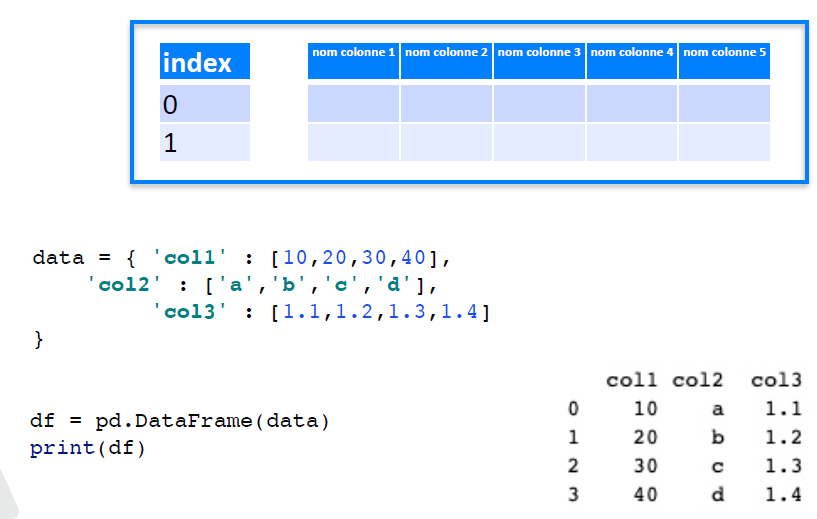 index nom colonne 1 nom colonne 2 nom colonne 3 nom colonne 4 nom colonne 5
0
1
data = { 'col1' : [10,20,30,40],
'col2' : ['a','b','c','d'],
'col3' : [1.1,1.2,1.3,1.4]
}
df = pd.DataFrame(data)
print(df)
col1 col2 col3
0 10 a 1.1
1 20 b 1.2
2 30 c 1.3
3 40 d 1.4